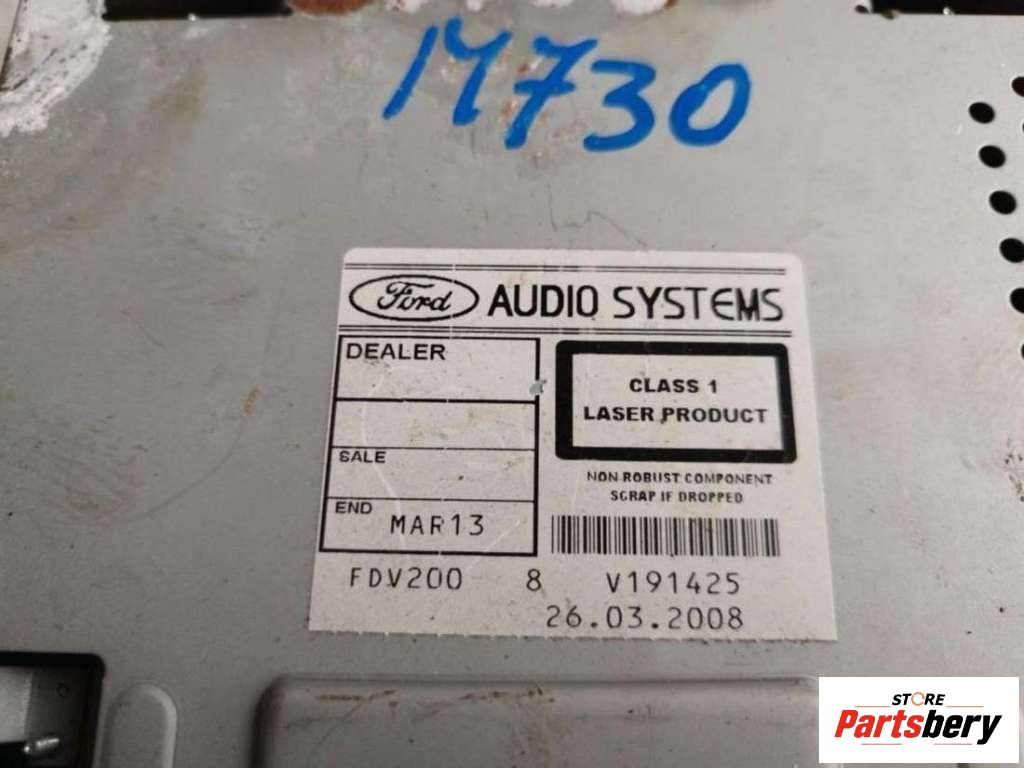 M730
Ford AUDIO SYSTEMS
DEALER
CLASS 1
LASER PRODUCT
SALE
NON ROBUST COMPONENT
SCRAP IF DROPPED
END MAR13
FDV200 8 V191425
26.03.2008
STORE
Partsbery